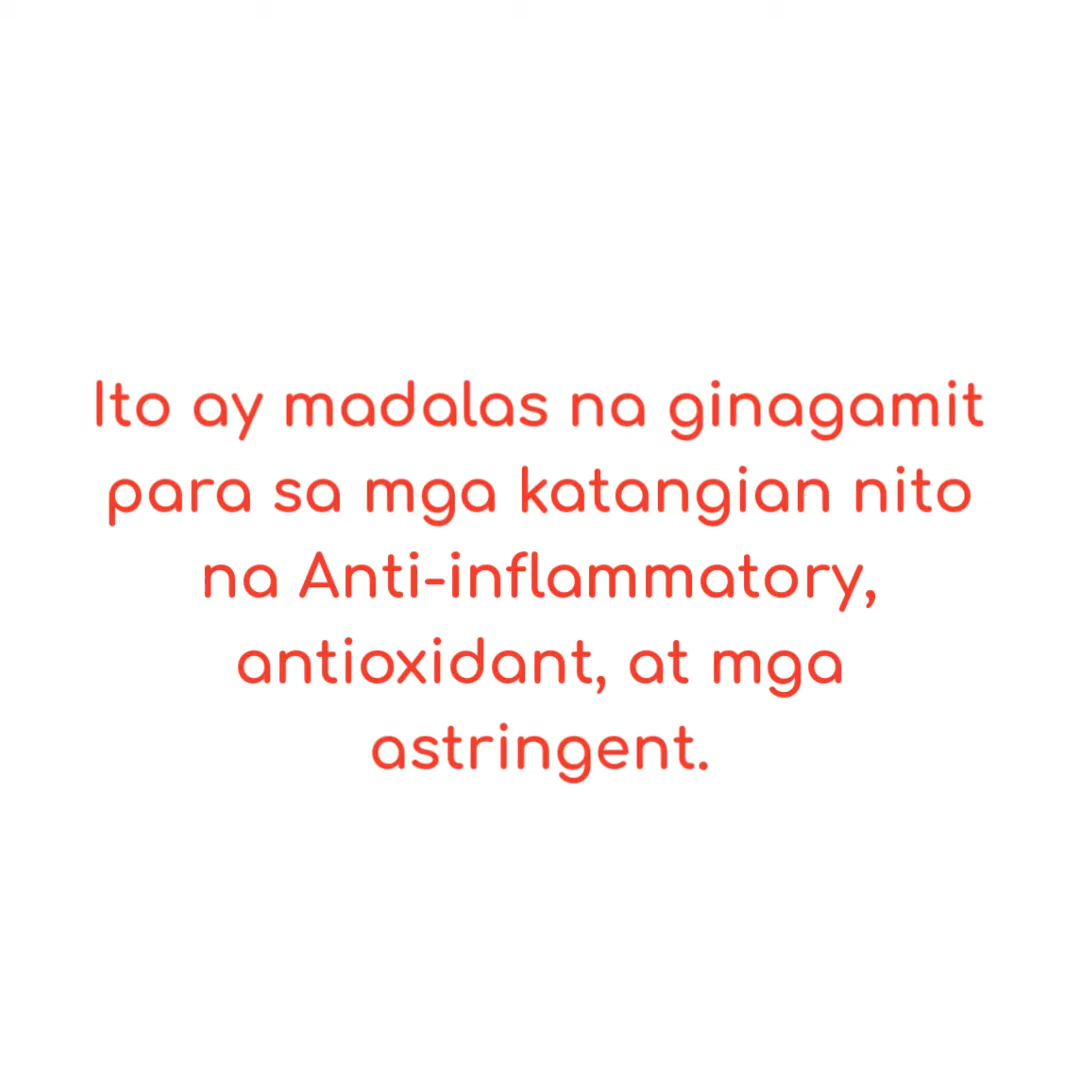 Ito ay madalas na ginagamit
para sa mga katangian nito
na Anti-inflammatory,
antioxidant, at mga
astringent.